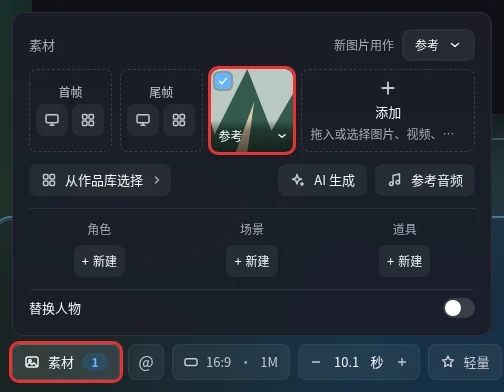 素材
新图片用作 参考
首帧
尾帧
参考
添加
拖入或选择图片、视频、…
从作品库选择
AI 生成
参考音频
角色
场景
道具
+ 新建
+ 新建
+ 新建
替换人物
素材 1
@
16:9 · 1M
− 10.1 秒 +
轻量